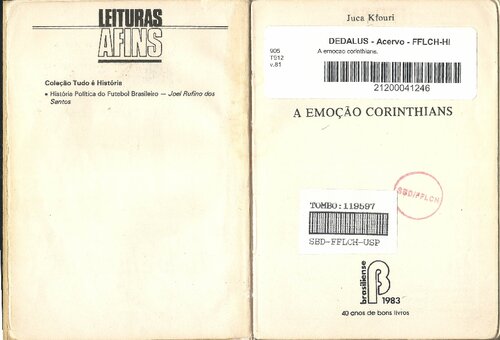 LEITURAS
AFINS
Coleção Tudo é História
• História Política do Futebol Brasileiro — Joel Rufino dos
Santos
Juca Kfouri
DEDALUS - Acervo - FFLCH-HI
905
T912
v.81
A emocao corinthians.
21200041246
A EMOÇÃO CORINTHIANS
SBD/FFLCH
TOMBO:119597
SBD-FFLCH-USP
brasiliense
1983
40 anos de bons livros